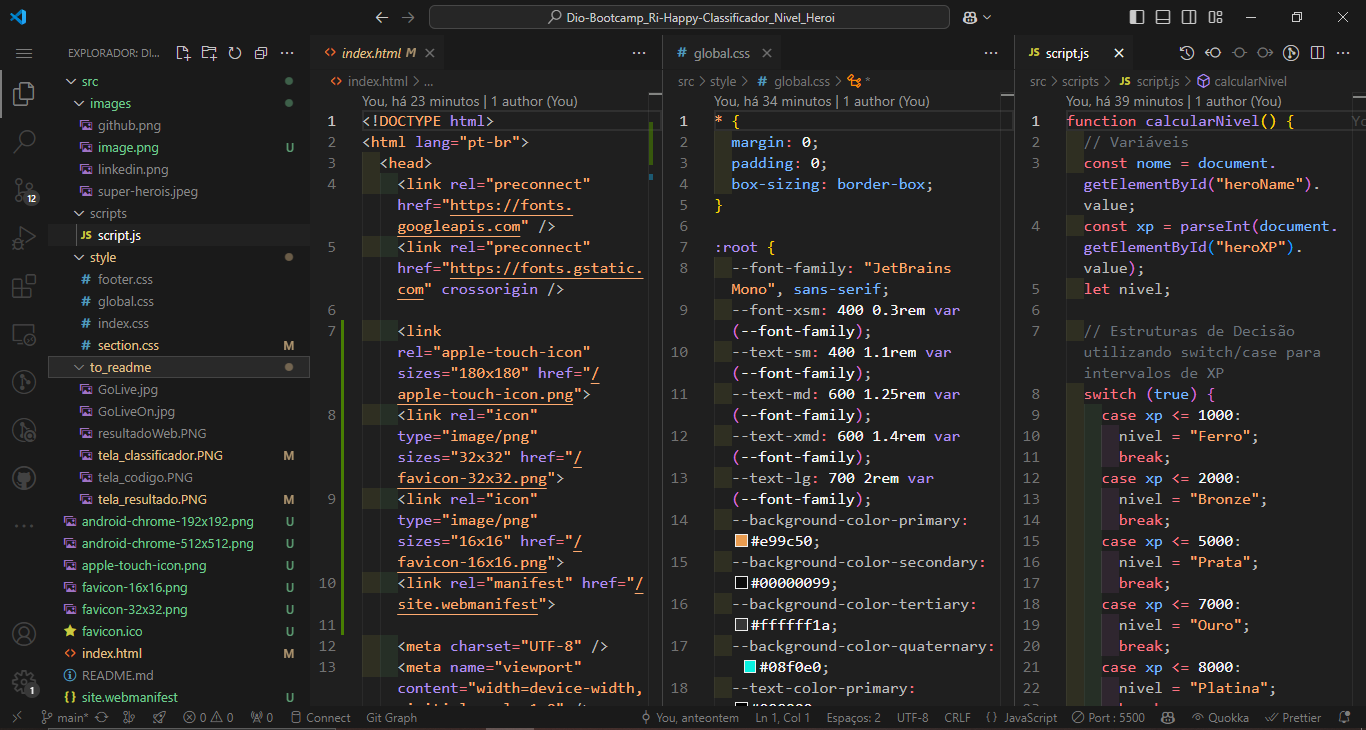 Dio-Bootcamp_Ri-Happy-Classificador_Nivel_Heroi
EXPLORADOR: DI...
src
images
github.png
image.png U
linkedin.png
super-herois.jpeg
scripts
JS script.js
style
# footer.css
# global.css
# index.css
# section.css M
to_readme
GoLive.jpg
GoLiveOn.jpg
resultadoWeb.PNG
tela_classificador.PNG M
tela_codigo.PNG
tela_resultado.PNG M
android-chrome-192x192.png U
android-chrome-512x512.png U
apple-touch-icon.png U
favicon-16x16.png U
favicon-32x32.png U
favicon.ico U
<> index.html M
README.md
{} site.webmanifest U
12
1
<> index.html M
<> index.html > ...
You, há 23 minutos | 1 author (You)
1 <!DOCTYPE html>
2 <html lang="pt-br">
3 <head>
4 <link rel="preconnect"
href="https://fonts.
googleapis.com" />
5 <link rel="preconnect"
href="https://fonts.gstatic.
com" crossorigin />
6
7 <link
rel="apple-touch-icon"
sizes="180x180" href="/
apple-touch-icon.png">
8 <link rel="icon"
type="image/png"
sizes="32x32" href="/
favicon-32x32.png">
9 <link rel="icon"
type="image/png"
sizes="16x16" href="/
favicon-16x16.png">
10 <link rel="manifest" href="/
site.webmanifest">
11
12 <meta charset="UTF-8" />
13 <meta name="viewport"
content="width=device-width,
# global.css
src > style > # global.css > *
You, há 34 minutos | 1 author (You)
1 * {
2 margin: 0;
3 padding: 0;
4 box-sizing: border-box;
5 }
6
7 :root {
8 --font-family: "JetBrains
Mono", sans-serif;
9 --font-xsm: 400 0.3rem var
(--font-family);
10 --text-sm: 400 1.1rem var
(--font-family);
11 --text-md: 600 1.25rem var
(--font-family);
12 --text-xmd: 600 1.4rem var
(--font-family);
13 --text-lg: 700 2rem var
(--font-family);
14 --background-color-primary:
#e99c50;
15 --background-color-secondary:
#00000099;
16 --background-color-tertiary:
#ffffff1a;
17 --background-color-quaternary:
#08f0e0;
18 --text-color-primary:
JS script.js
src > scripts > JS script.js > calcularNivel
You, há 39 minutos | 1 author (You)
1 function calcularNivel() {
2 // Variáveis
3 const nome = document.
getElementById("heroName").
value;
4 const xp = parseInt(document.
getElementById("heroXP").
value);
5 let nivel;
6
7 // Estruturas de Decisão
utilizando switch/case para
intervalos de XP
8 switch (true) {
9 case xp <= 1000:
10 nivel = "Ferro";
11 break;
12 case xp <= 2000:
13 nivel = "Bronze";
14 break;
15 case xp <= 5000:
16 nivel = "Prata";
17 break;
18 case xp <= 7000:
19 nivel = "Ouro";
20 break;
21 case xp <= 8000:
22 nivel = "Platina";
main* 0 0 0 Connect Git Graph You, anteontem Ln 1, Col 1 Espaços: 2 UTF-8 CRLF {} JavaScript Port : 5500 Quokka Prettier